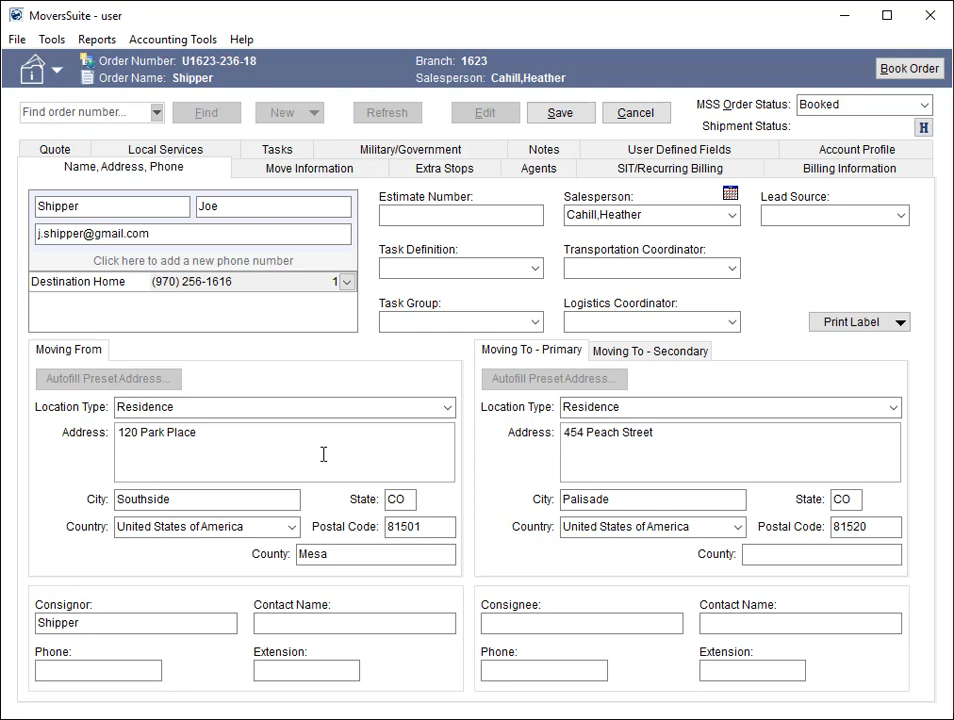 MoversSuite - user
File Tools Reports Accounting Tools Help
Order Number: U1623-236-18
Order Name: Shipper
Branch: 1623
Salesperson: Cahill,Heather
Book Order
Find order number...
Find
New
Refresh
Edit
Save
Cancel
MSS Order Status: Booked
Shipment Status:
H
Quote Local Services Tasks Military/Government Notes User Defined Fields Account Profile
Name, Address, Phone Move Information Extra Stops Agents SIT/Recurring Billing Billing Information
Shipper Joe
j.shipper@gmail.com
Click here to add a new phone number
Destination Home (970) 256-1616 1
Estimate Number:
Salesperson:
Cahill,Heather
Lead Source:
Task Definition:
Transportation Coordinator:
Task Group:
Logistics Coordinator:
Print Label
Moving From
Autofill Preset Address...
Location Type: Residence
Address: 120 Park Place
City: Southside State: CO
Country: United States of America Postal Code: 81501
County: Mesa
Moving To - Primary Moving To - Secondary
Autofill Preset Address...
Location Type: Residence
Address: 454 Peach Street
City: Palisade State: CO
Country: United States of America Postal Code: 81520
County:
Consignor: Contact Name:
Shipper
Phone: Extension:
Consignee: Contact Name:
Phone: Extension: